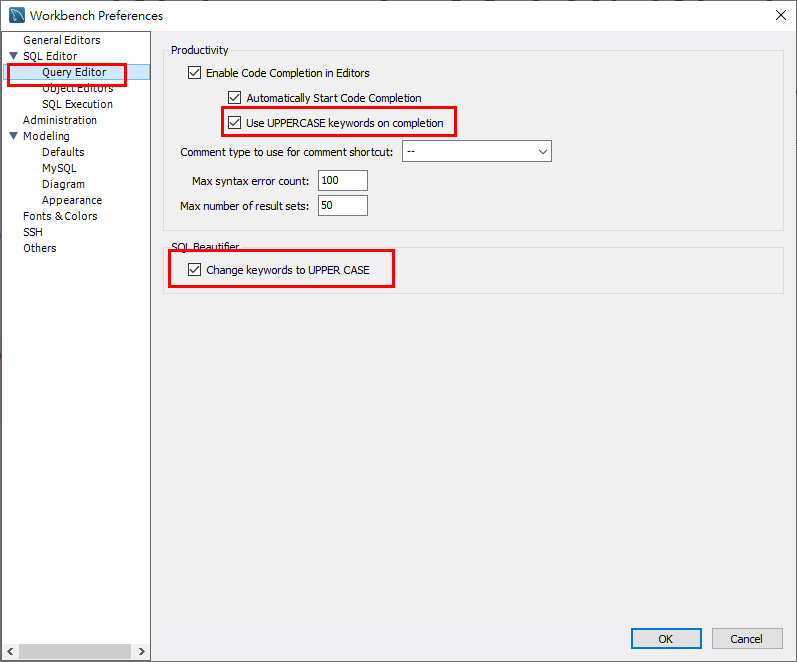 Workbench Preferences
General Editors
SQL Editor
Query Editor
Object Editors
SQL Execution
Administration
Modeling
Defaults
MySQL
Diagram
Appearance
Fonts & Colors
SSH
Others
Productivity
Enable Code Completion in Editors
Automatically Start Code Completion
Use UPPERCASE keywords on completion
Comment type to use for comment shortcut: --
Max syntax error count: 100
Max number of result sets: 50
SQL Beautifier
Change keywords to UPPER CASE
OK Cancel